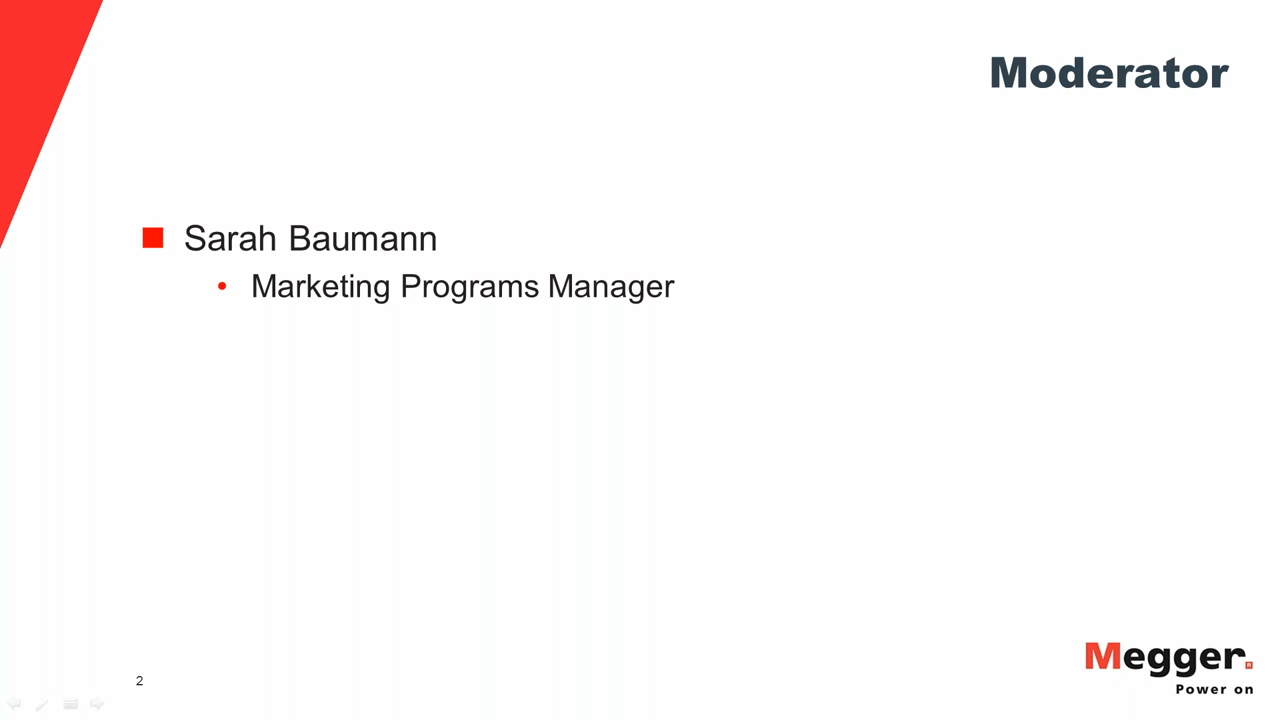 Moderator
Sarah Baumann
Marketing Programs Manager
Megger
Power on
2